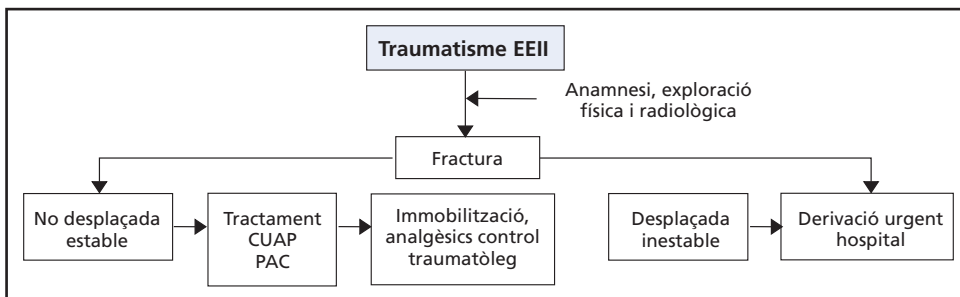 Traumatisme EEII
Anamnesi, exploració
física i radiològica
Fractura
No desplaçada
estable
Tractament
CUAP
PAC
Immobilització,
analgèsics control
traumatòleg
Desplaçada
inestable
Derivació urgent
hospital